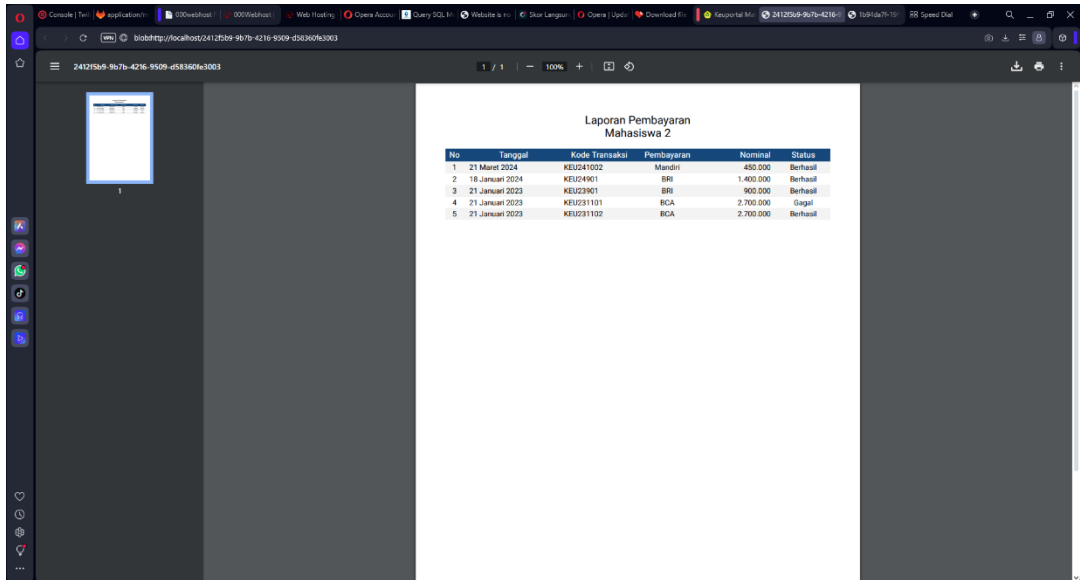 Console | Twil
application/m
000webhost
000Webhost
Web Hosting
Opera Accou
Query SQL M
Website is no
Skor Langsun
Opera | Upda
Download file
Keuportal Ma
2412f5b9-9b7b-4216-9
1b94da7f-19
Speed Dial
VPN
blob:http://localhost/2412f5b9-9b7b-4216-9509-d58360fe3003
2412f5b9-9b7b-4216-9509-d58360fe3003
1 / 1
100%
1
Laporan Pembayaran
Mahasiswa 2
No Tanggal Kode Transaksi Pembayaran Nominal Status
1 21 Maret 2024 KEU241002 Mandiri 450.000 Berhasil
2 18 Januari 2024 KEU24901 BRI 1.400.000 Berhasil
3 21 Januari 2023 KEU23901 BRI 900.000 Berhasil
4 21 Januari 2023 KEU231101 BCA 2.700.000 Gagal
5 21 Januari 2023 KEU231102 BCA 2.700.000 Berhasil